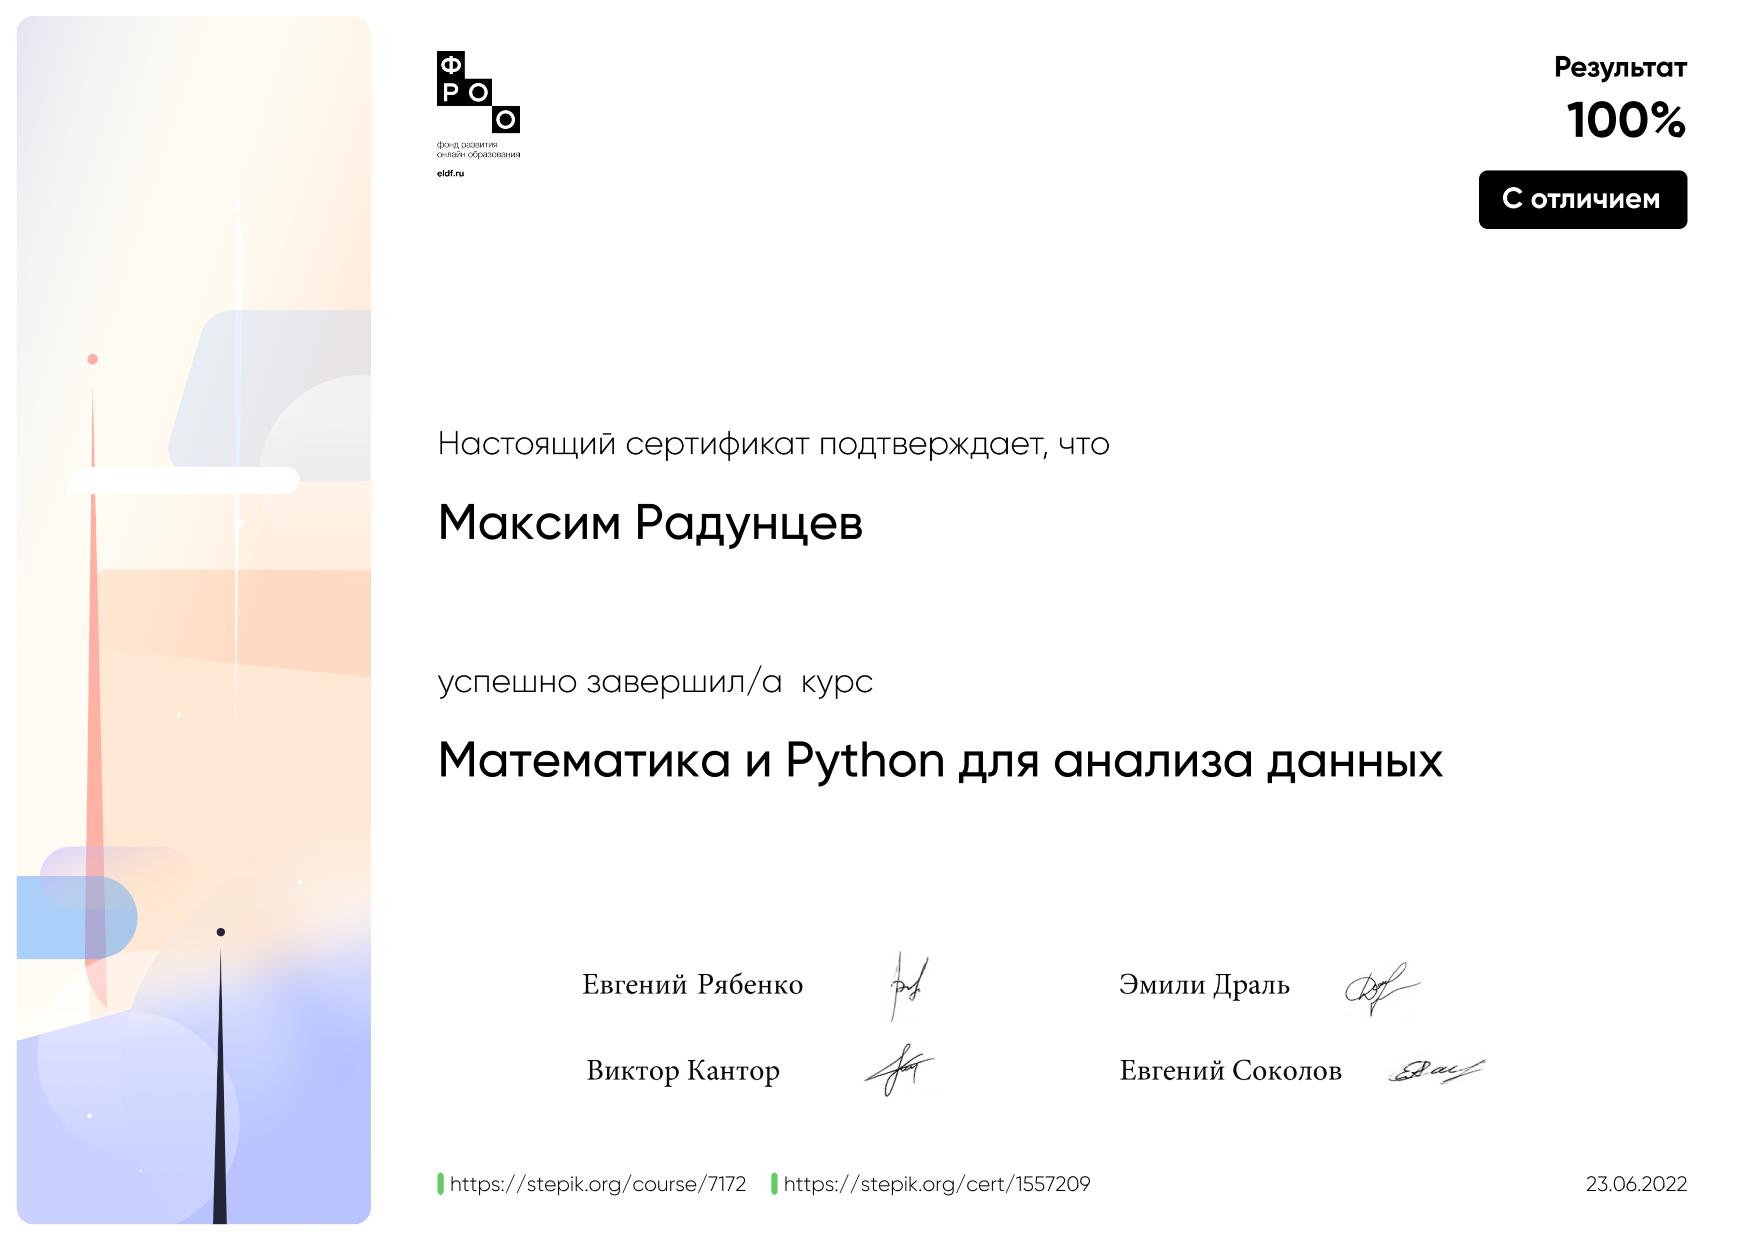 Ф
РО
О
фонд развития
онлайн образования
eldf.ru
Результат
100%
С отличием
Настоящий сертификат подтверждает, что
Максим Радунцев
успешно завершил/а курс
Математика и Python для анализа данных
Евгений Рябенко
Эмили Драль
Виктор Кантор
Евгений Соколов
https://stepik.org/course/7172
https://stepik.org/cert/1557209
23.06.2022